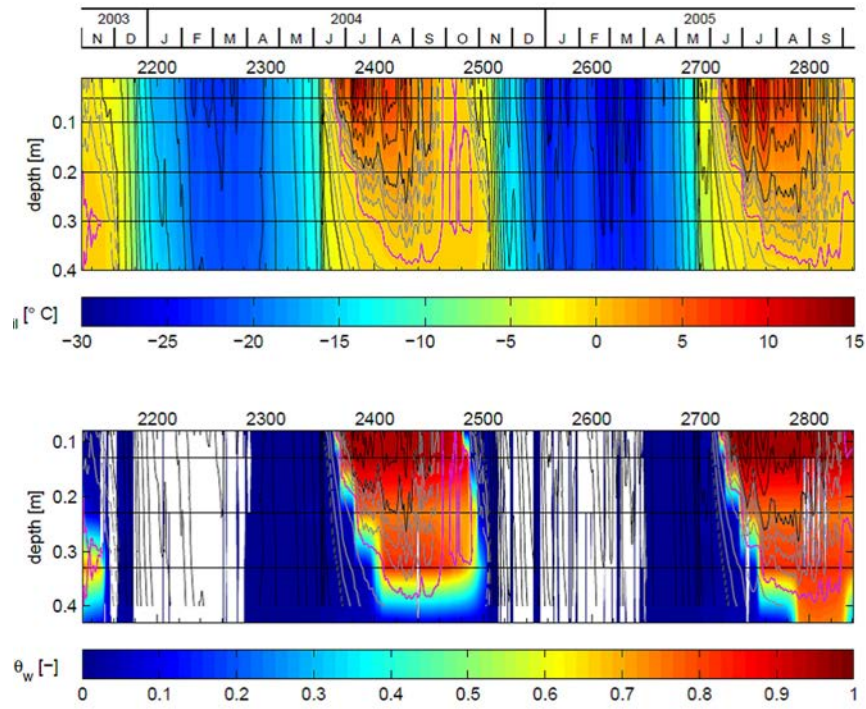 2003 2004 2005
N D J F M A M J J A S O N D J F M A M J J A S
2200 2300 2400 2500 2600 2700 2800
depth [m]
0.1
0.2
0.3
0.4
[° C]
−30 −25 −20 −15 −10 −5 0 5 10 15
2200 2300 2400 2500 2600 2700 2800
depth [m]
0.1
0.2
0.3
0.4
θw [−]
0 0.1 0.2 0.3 0.4 0.5 0.6 0.7 0.8 0.9 1